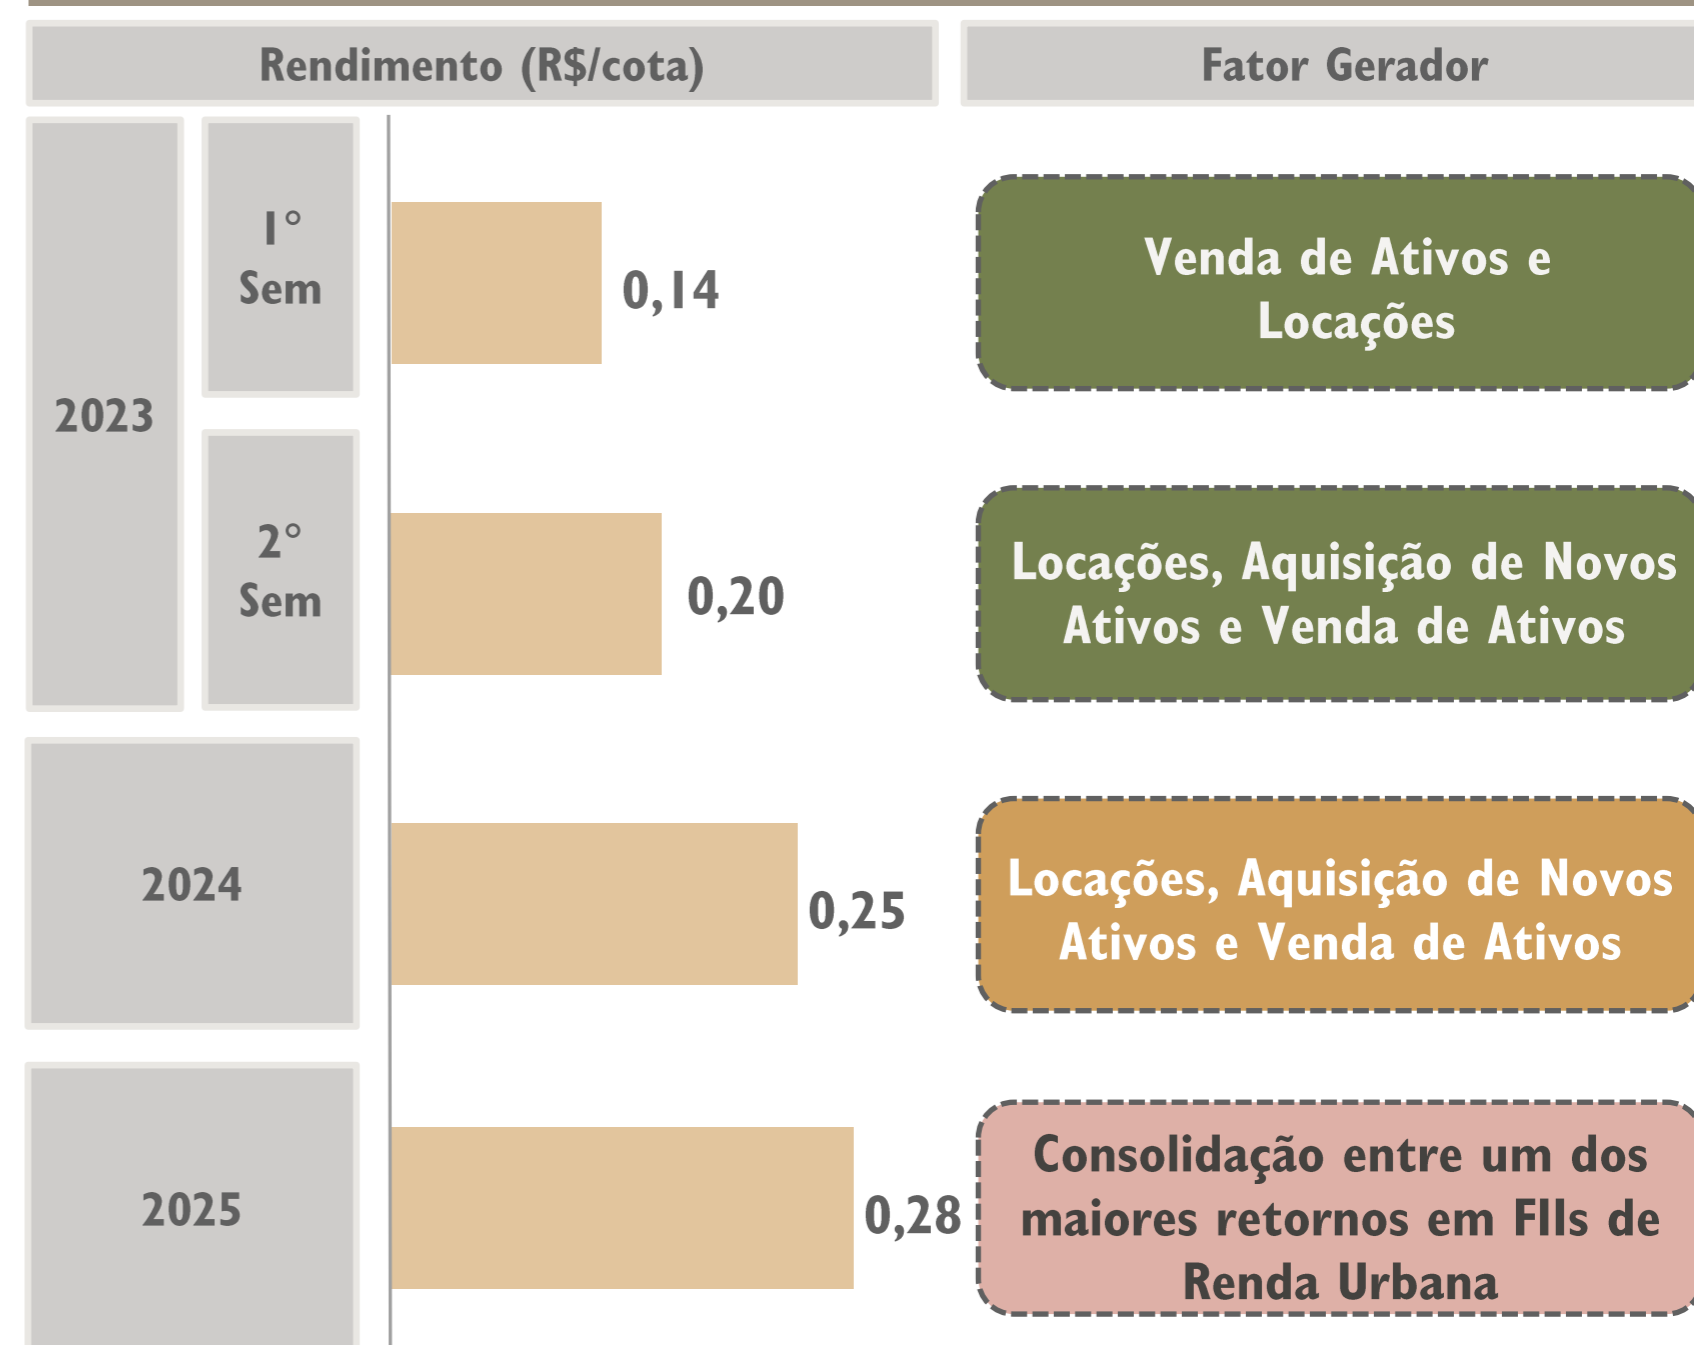 Rendimento (R$/cota)
Fator Gerador
2023
1°
Sem
0,14
Venda de Ativos e
Locações
2°
Sem
0,20
Locações, Aquisição de Novos
Ativos e Venda de Ativos
2024
0,25
Locações, Aquisição de Novos
Ativos e Venda de Ativos
2025
0,28
Consolidação entre um dos
maiores retornos em FIIs de
Renda Urbana